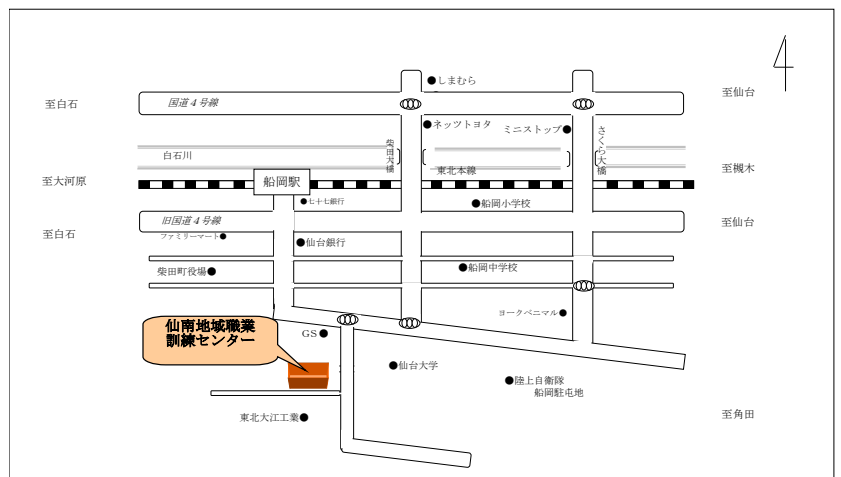 しまむら
至白石
国道４号線
至仙台
ネッツトヨタ
ミニストップ
さくら大橋
柴田大橋
白石川
東北本線
至槻木
至大河原
船岡駅
七十七銀行
船岡小学校
旧国道４号線
至仙台
至白石
ファミリーマート
仙台銀行
柴田町役場
船岡中学校
ヨークベニマル
仙南地域職業
訓練センター
GS
仙台大学
陸上自衛隊
船岡駐屯地
東北大江工業
至角田